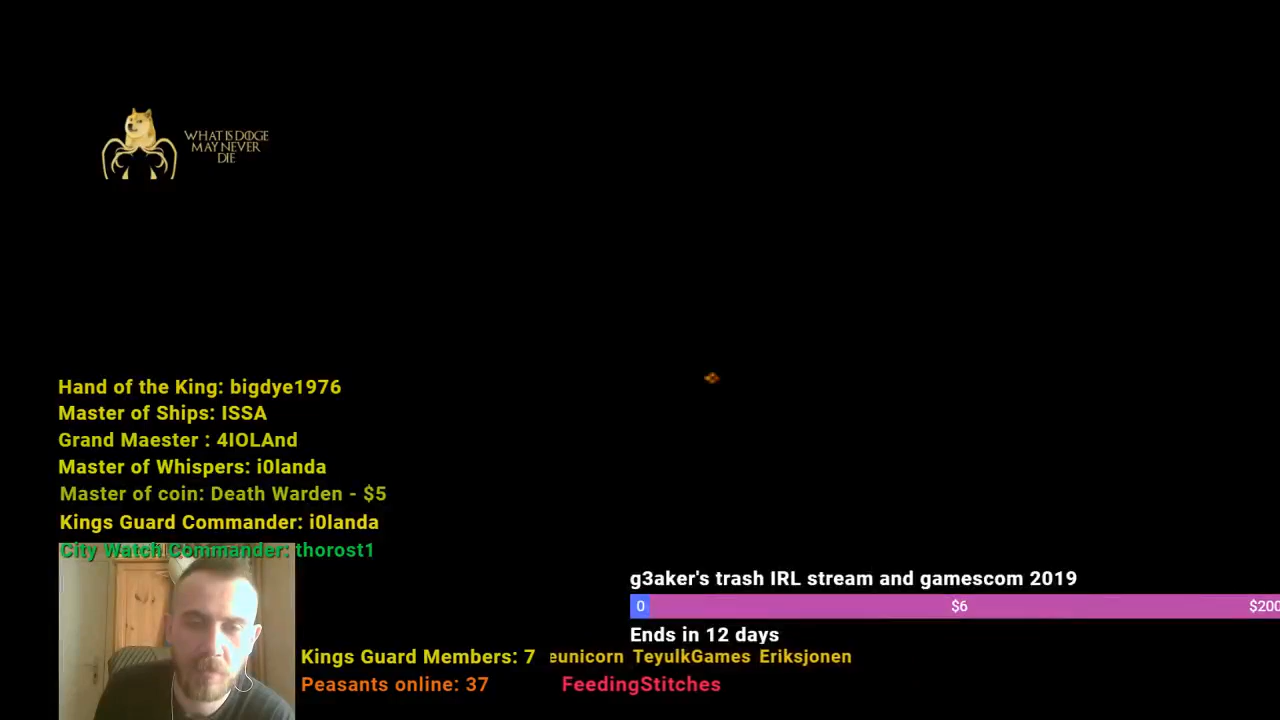 WHAT IS DOGE
MAY NEVER
DIE
Hand of the King: bigdye1976
Master of Ships: ISSA
Grand Maester : 4IOLAnd
Master of Whispers: i0landa
Master of coin: Death Warden - $5
Kings Guard Commander: i0landa
City Watch Commander: thorost1
g3aker's trash IRL stream and gamescom 2019
0 $6 $200
Ends in 12 days
Kings Guard Members: 7 eunicorn TeyulkGames Eriksjonen
Peasants online: 37 FeedingStitches